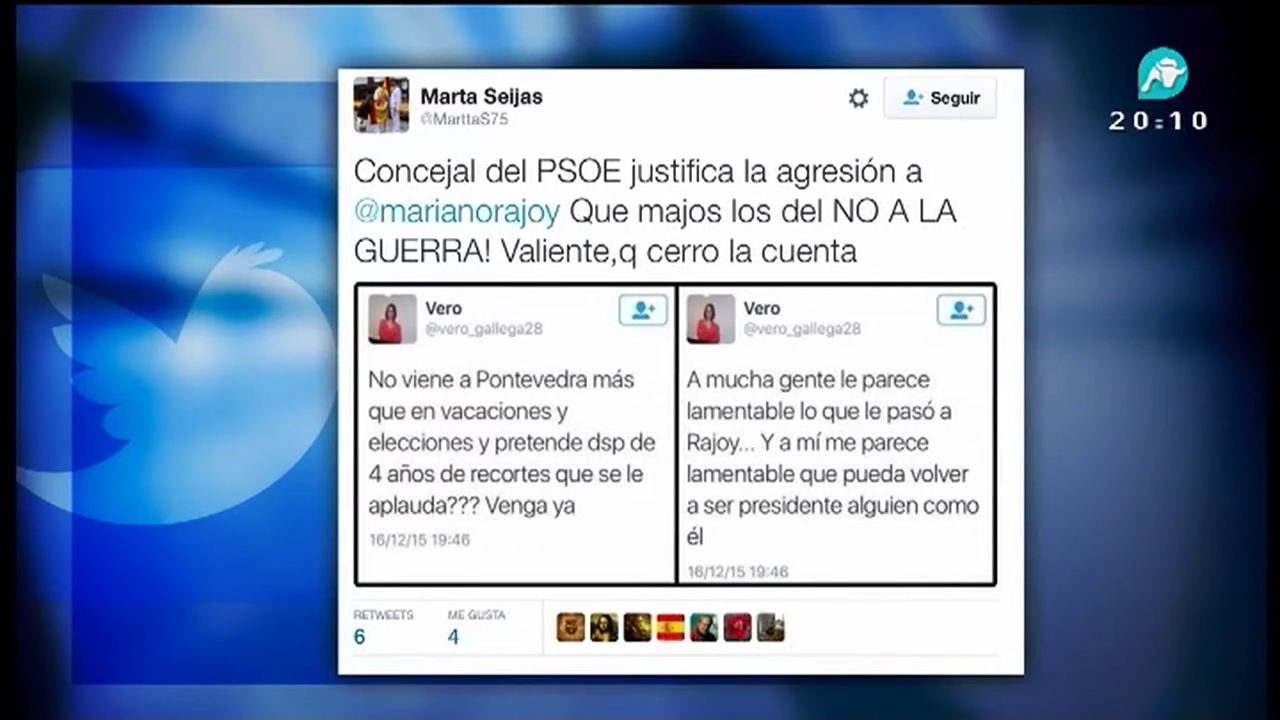 Marta Seijas
@MarttaS75
Seguir
20:10
Concejal del PSOE justifica la agresión a
@marianorajoy Que majos los del NO A LA
GUERRA! Valiente,q cerro la cuenta
Vero
@vero_gallega28
No viene a Pontevedra más
que en vacaciones y
elecciones y pretende dsp de
4 años de recortes que se le
aplauda??? Venga ya
16/12/15 19:46
Vero
@vero_gallega28
A mucha gente le parece
lamentable lo que le pasó a
Rajoy... Y a mí me parece
lamentable que pueda volver
a ser presidente alguien como
él
16/12/15 19:46
RETWEETS
6
ME GUSTA
4